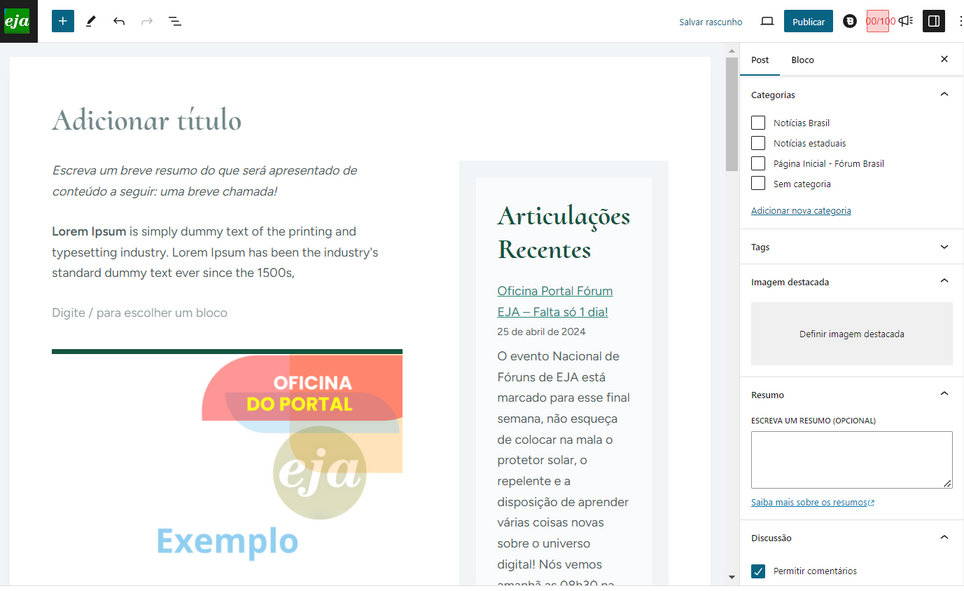 eja
Salvar rascunho
Publicar
00/100
Post
Bloco
Adicionar título
Escreva um breve resumo do que será apresentado de
conteúdo a seguir: uma breve chamada!
Lorem Ipsum is simply dummy text of the printing and
typesetting industry. Lorem Ipsum has been the industry's
standard dummy text ever since the 1500s,
Digite / para escolher um bloco
OFICINA
DO PORTAL
eja
Exemplo
Articulações
Recentes
Oficina Portal Fórum
EJA – Falta só 1 dia!
25 de abril de 2024
O evento Nacional de
Fóruns de EJA está
marcado para esse final
semana, não esqueça
de colocar na mala o
protetor solar, o
repelente e a
disposição de aprender
várias coisas novas
sobre o universo
digital! Nós vemos
amanhã as 08h30 na
Categorias
Notícias Brasil
Notícias estaduais
Página Inicial - Fórum Brasil
Sem categoria
Adicionar nova categoria
Tags
Imagem destacada
Definir imagem destacada
Resumo
ESCREVA UM RESUMO (OPCIONAL)
Saiba mais sobre os resumos
Discussão
Permitir comentários